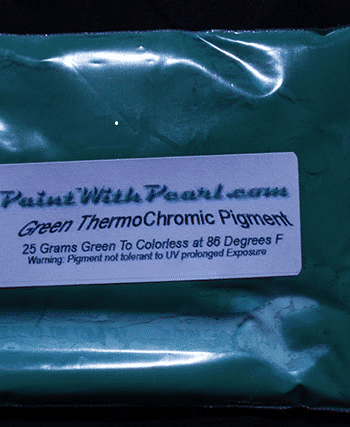 PaintWithPearl.com
Green ThermoChromic Pigment
25 Grams Green To Colorless at 86 Degrees F
Warning: Pigment not tolerant to UV prolonged Exposure